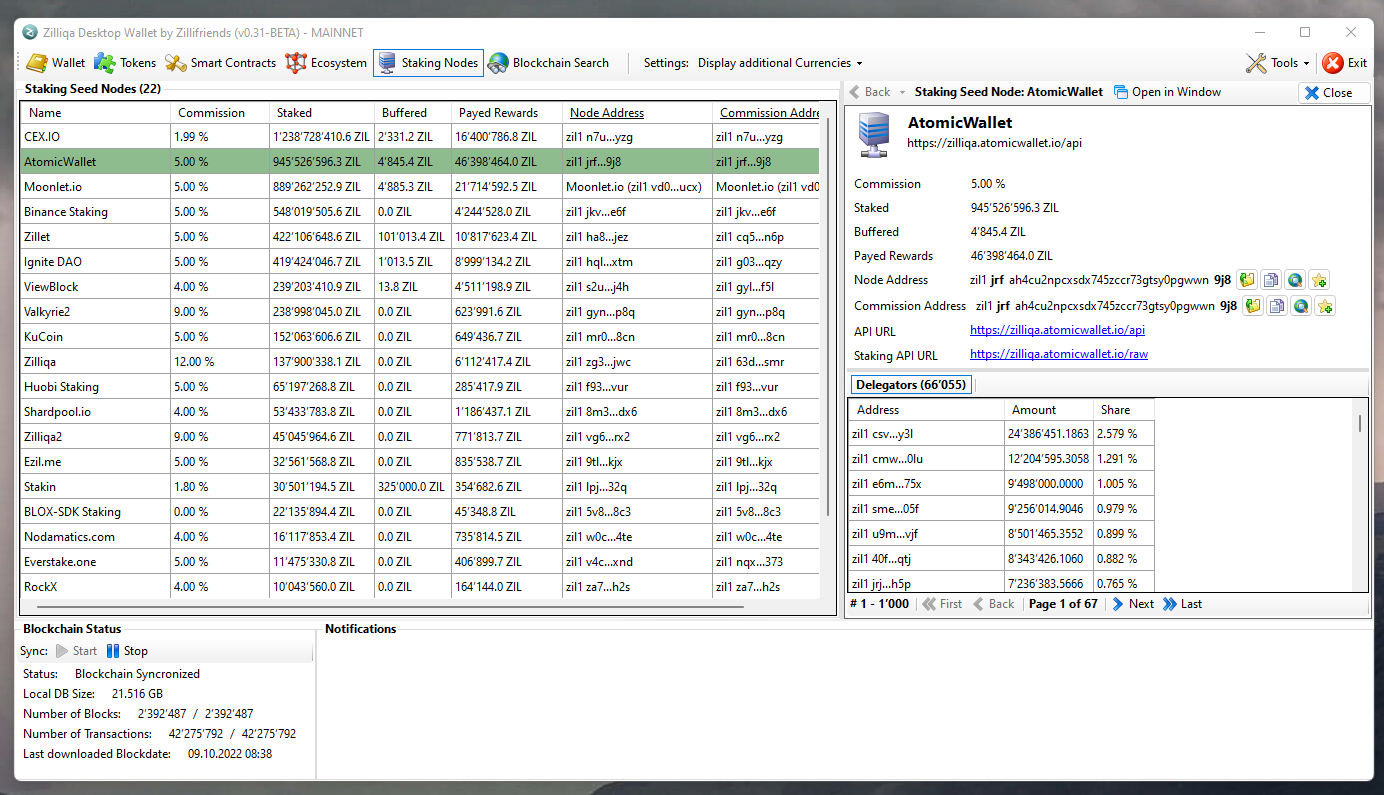 Zilliqa Desktop Wallet by Zillifriends (v0.31-BETA) - MAINNET
Wallet Tokens Smart Contracts Ecosystem Staking Nodes Blockchain Search Settings: Display additional Currencies Tools Exit
Staking Seed Nodes (22)
Name Commission Staked Buffered Payed Rewards Node Address Commission Addre
CEX.IO 1.99 % 1'238'728'410.6 ZIL 2'331.2 ZIL 16'400'786.8 ZIL zil1 n7u...yzg zil1 n7u...yzg
AtomicWallet 5.00 % 945'526'596.3 ZIL 4'845.4 ZIL 46'398'464.0 ZIL zil1 jrf...9j8 zil1 jrf...9j8
Moonlet.io 5.00 % 889'262'252.9 ZIL 4'885.3 ZIL 21'714'592.5 ZIL Moonlet.io (zil1 vd0...ucx) Moonlet.io (zil1 vd0
Binance Staking 5.00 % 548'019'505.6 ZIL 0.0 ZIL 4'244'528.0 ZIL zil1 jkv...e6f zil1 jkv...e6f
Zillet 5.00 % 422'106'648.6 ZIL 101'013.4 ZIL 10'817'623.4 ZIL zil1 ha8...jez zil1 cq5...n6p
Ignite DAO 5.00 % 419'424'046.7 ZIL 1'013.5 ZIL 8'999'134.2 ZIL zil1 hql...xtm zil1 g03...qzy
ViewBlock 4.00 % 239'203'410.9 ZIL 13.8 ZIL 4'511'198.9 ZIL zil1 s2u...j4h zil1 gyl...f5l
Valkyrie2 9.00 % 238'998'045.0 ZIL 0.0 ZIL 623'991.6 ZIL zil1 gyn...p8q zil1 gyn...p8q
KuCoin 5.00 % 152'063'606.6 ZIL 0.0 ZIL 649'436.7 ZIL zil1 mr0...8cn zil1 mr0...8cn
Zilliqa 12.00 % 137'900'338.1 ZIL 0.0 ZIL 6'112'417.4 ZIL zil1 zg3...jwc zil1 63d...smr
Huobi Staking 5.00 % 65'197'268.8 ZIL 0.0 ZIL 285'417.9 ZIL zil1 f93...vur zil1 f93...vur
Shardpool.io 4.00 % 53'433'783.8 ZIL 0.0 ZIL 1'186'437.1 ZIL zil1 8m3...dx6 zil1 8m3...dx6
Zilliqa2 9.00 % 45'045'964.6 ZIL 0.0 ZIL 771'813.7 ZIL zil1 vg6...rx2 zil1 vg6...rx2
Ezil.me 5.00 % 32'561'568.8 ZIL 0.0 ZIL 835'538.7 ZIL zil1 9tl...kjx zil1 9tl...kjx
Stakin 1.80 % 30'501'194.5 ZIL 325'000.0 ZIL 354'682.6 ZIL zil1 lpj...32q zil1 lpj...32q
BLOX-SDK Staking 0.00 % 22'135'894.4 ZIL 0.0 ZIL 45'348.8 ZIL zil1 5v8...8c3 zil1 5v8...8c3
Nodamatics.com 4.00 % 16'117'853.4 ZIL 0.0 ZIL 735'814.5 ZIL zil1 w0c...4te zil1 w0c...4te
Everstake.one 5.00 % 11'475'330.8 ZIL 0.0 ZIL 406'899.7 ZIL zil1 v4c...xnd zil1 nqx...373
RockX 4.00 % 10'043'560.0 ZIL 0.0 ZIL 164'144.0 ZIL zil1 za7...h2s zil1 za7...h2s
Back Staking Seed Node: AtomicWallet Open in Window Close
AtomicWallet
https://zilliqa.atomicwallet.io/api
Commission 5.00 %
Staked 945'526'596.3 ZIL
Buffered 4'845.4 ZIL
Payed Rewards 46'398'464.0 ZIL
Node Address zil1 jrf ah4cu2npcxsdx745zccr73gtsy0pgwwn 9j8
Commission Address zil1 jrf ah4cu2npcxsdx745zccr73gtsy0pgwwn 9j8
API URL https://zilliqa.atomicwallet.io/api
Staking API URL https://zilliqa.atomicwallet.io/raw
Delegators (66'055)
Address Amount Share
zil1 csv...y3l 24'386'451.1863 2.579 %
zil1 cmw...0lu 12'204'595.3058 1.291 %
zil1 e6m...75x 9'498'000.0000 1.005 %
zil1 sme...05f 9'256'014.9046 0.979 %
zil1 u9m...vjf 8'501'465.3552 0.899 %
zil1 40f...qtj 8'343'426.1060 0.882 %
zil1 jrj...h5p 7'236'383.5666 0.765 %
# 1 - 1'000 First Back Page 1 of 67 Next Last
Blockchain Status
Sync: Start Stop
Status: Blockchain Syncronized
Local DB Size: 21.516 GB
Number of Blocks: 2'392'487 / 2'392'487
Number of Transactions: 42'275'792 / 42'275'792
Last downloaded Blockdate: 09.10.2022 08:38
Notifications